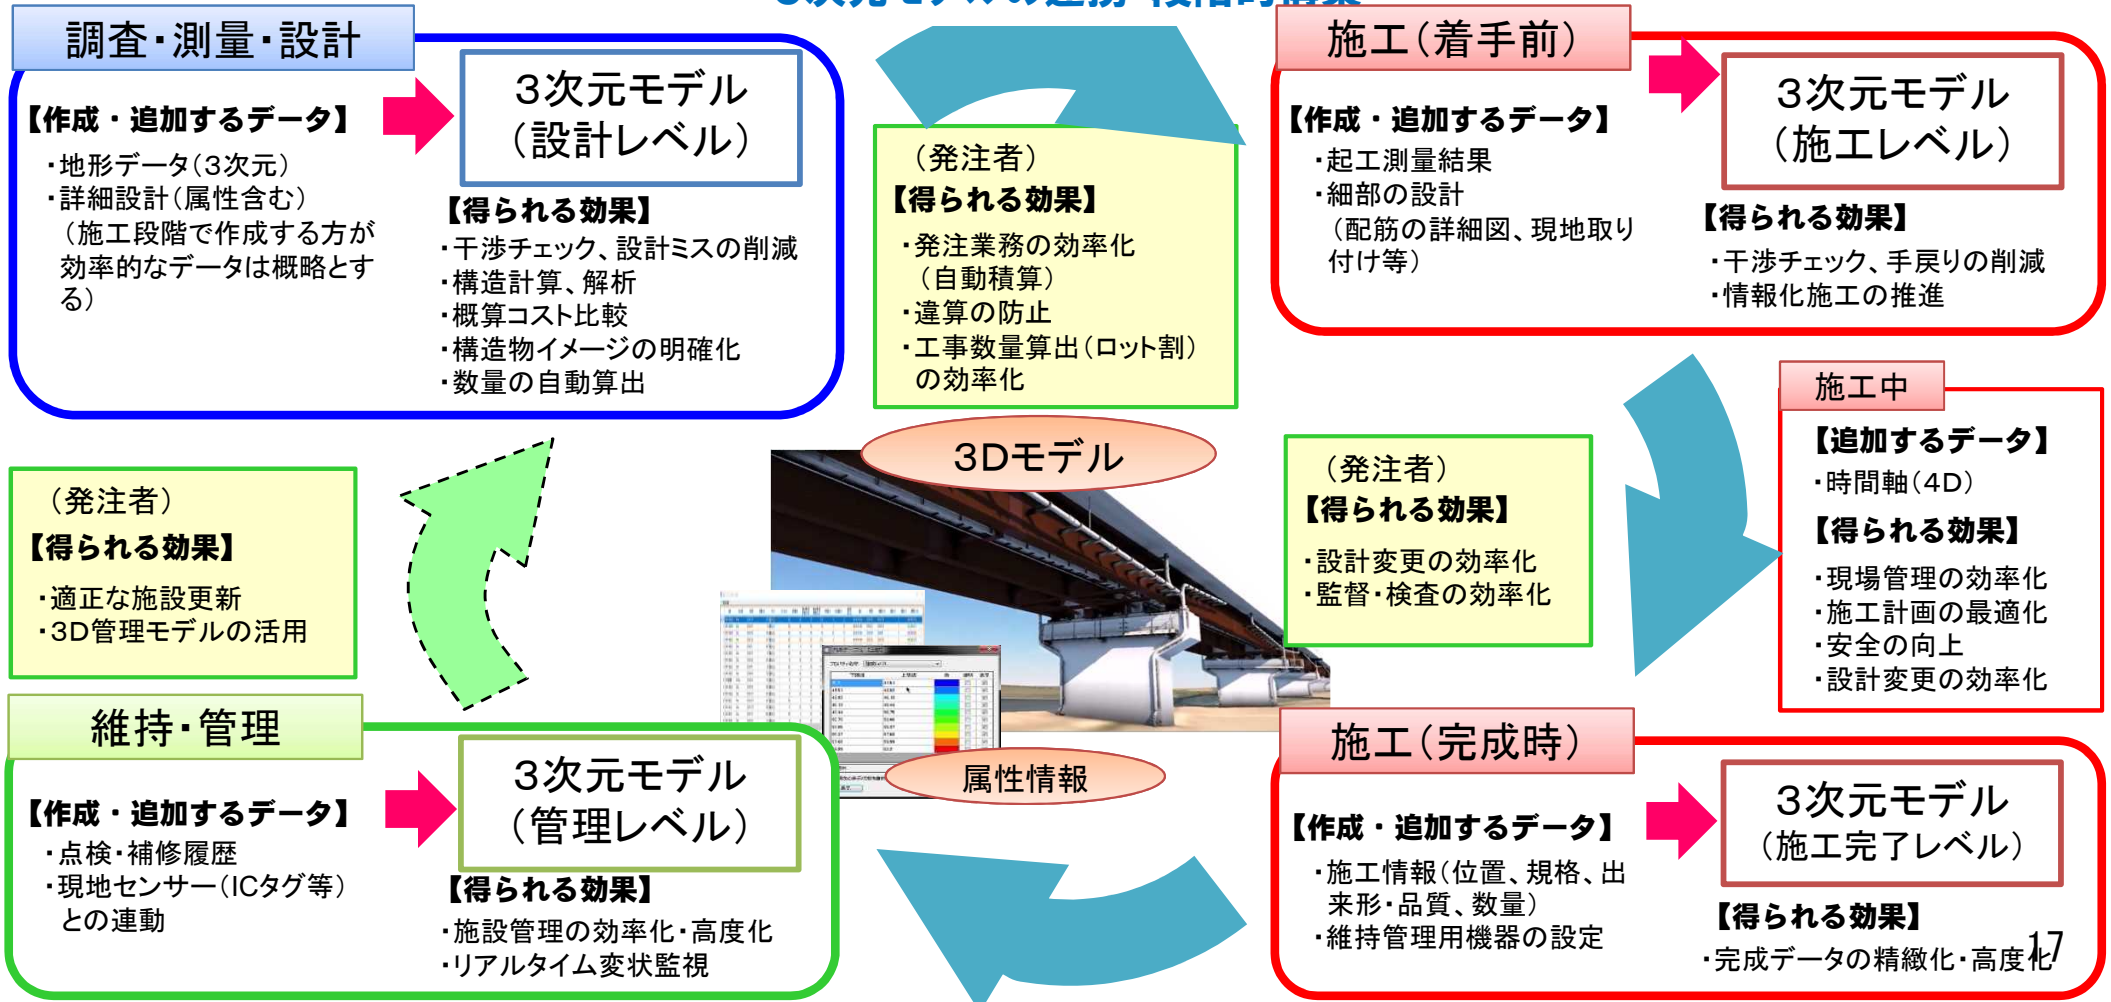 調査・測量・設計
【作成・追加するデータ】
・地形データ(3次元)
・詳細設計(属性含む)
(施工段階で作成する方が
効率的なデータは概略とす
る)
3次元モデル
(設計レベル)
【得られる効果】
・干渉チェック、設計ミスの削減
・構造計算、解析
・概算コスト比較
・構造物イメージの明確化
・数量の自動算出
(発注者)
【得られる効果】
・発注業務の効率化
(自動積算)
・違算の防止
・工事数量算出(ロット割)
の効率化
施工(着手前)
【作成・追加するデータ】
・起工測量結果
・細部の設計
(配筋の詳細図、現地取り
付け等)
3次元モデル
(施工レベル)
【得られる効果】
・干渉チェック、手戻りの削減
・情報化施工の推進
施工中
【追加するデータ】
・時間軸(4D)
【得られる効果】
・現場管理の効率化
・施工計画の最適化
・安全の向上
・設計変更の効率化
(発注者)
【得られる効果】
・設計変更の効率化
・監督・検査の効率化
3Dモデル
属性情報
(発注者)
【得られる効果】
・適正な施設更新
・3D管理モデルの活用
維持・管理
【作成・追加するデータ】
・点検・補修履歴
・現地センサー(ICタグ等)
との連動
3次元モデル
(管理レベル)
【得られる効果】
・施設管理の効率化・高度化
・リアルタイム変状監視
施工(完成時)
【作成・追加するデータ】
・施工情報(位置、規格、出
来形・品質、数量)
・維持管理用機器の設定
3次元モデル
(施工完了レベル)
【得られる効果】
・完成データの精緻化・高度化
17